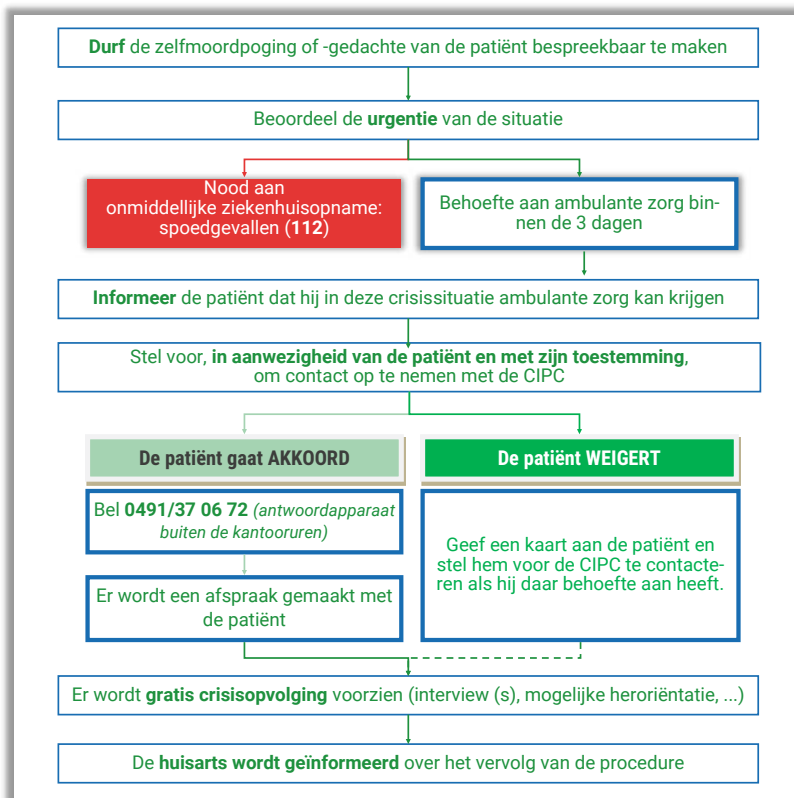 Durf de zelfmoordpoging of -gedachte van de patiënt bespreekbaar te maken
Beoordeel de urgentie van de situatie
Nood aan
onmiddellijke ziekenhuisopname:
spoedgevallen (112)
Behoefte aan ambulante zorg bin-
nen de 3 dagen
Informeer de patiënt dat hij in deze crisissituatie ambulante zorg kan krijgen
Stel voor, in aanwezigheid van de patiënt en met zijn toestemming,
om contact op te nemen met de CIPC
De patiënt gaat AKKOORD
De patiënt WEIGERT
Bel 0491/37 06 72 (antwoordapparaat
buiten de kantooruren)
Er wordt een afspraak gemaakt met
de patiënt
Geef een kaart aan de patiënt en
stel hem voor de CIPC te contacte-
ren als hij daar behoefte aan heeft.
Er wordt gratis crisisopvolging voorzien (interview (s), mogelijke heroriëntatie, ...)
De huisarts wordt geïnformeerd over het vervolg van de procedure